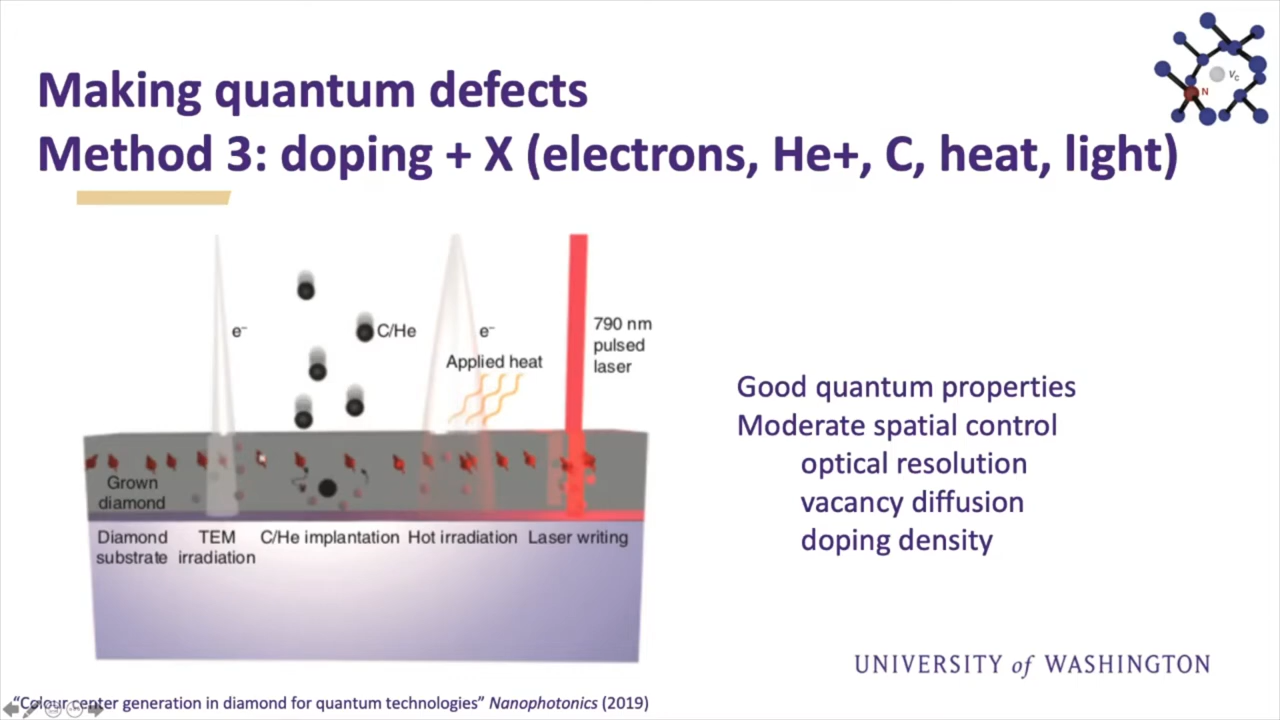 Making quantum defects
Method 3: doping + X (electrons, He+, C, heat, light)
V_C
N
e⁻
C/He
e⁻
Applied heat
790 nm
pulsed
laser
Grown
diamond
Diamond
substrate
TEM
irradiation
C/He implantation
Hot irradiation
Laser writing
Good quantum properties
Moderate spatial control
optical resolution
vacancy diffusion
doping density
UNIVERSITY of WASHINGTON
"Colour center generation in diamond for quantum technologies" Nanophotonics (2019)